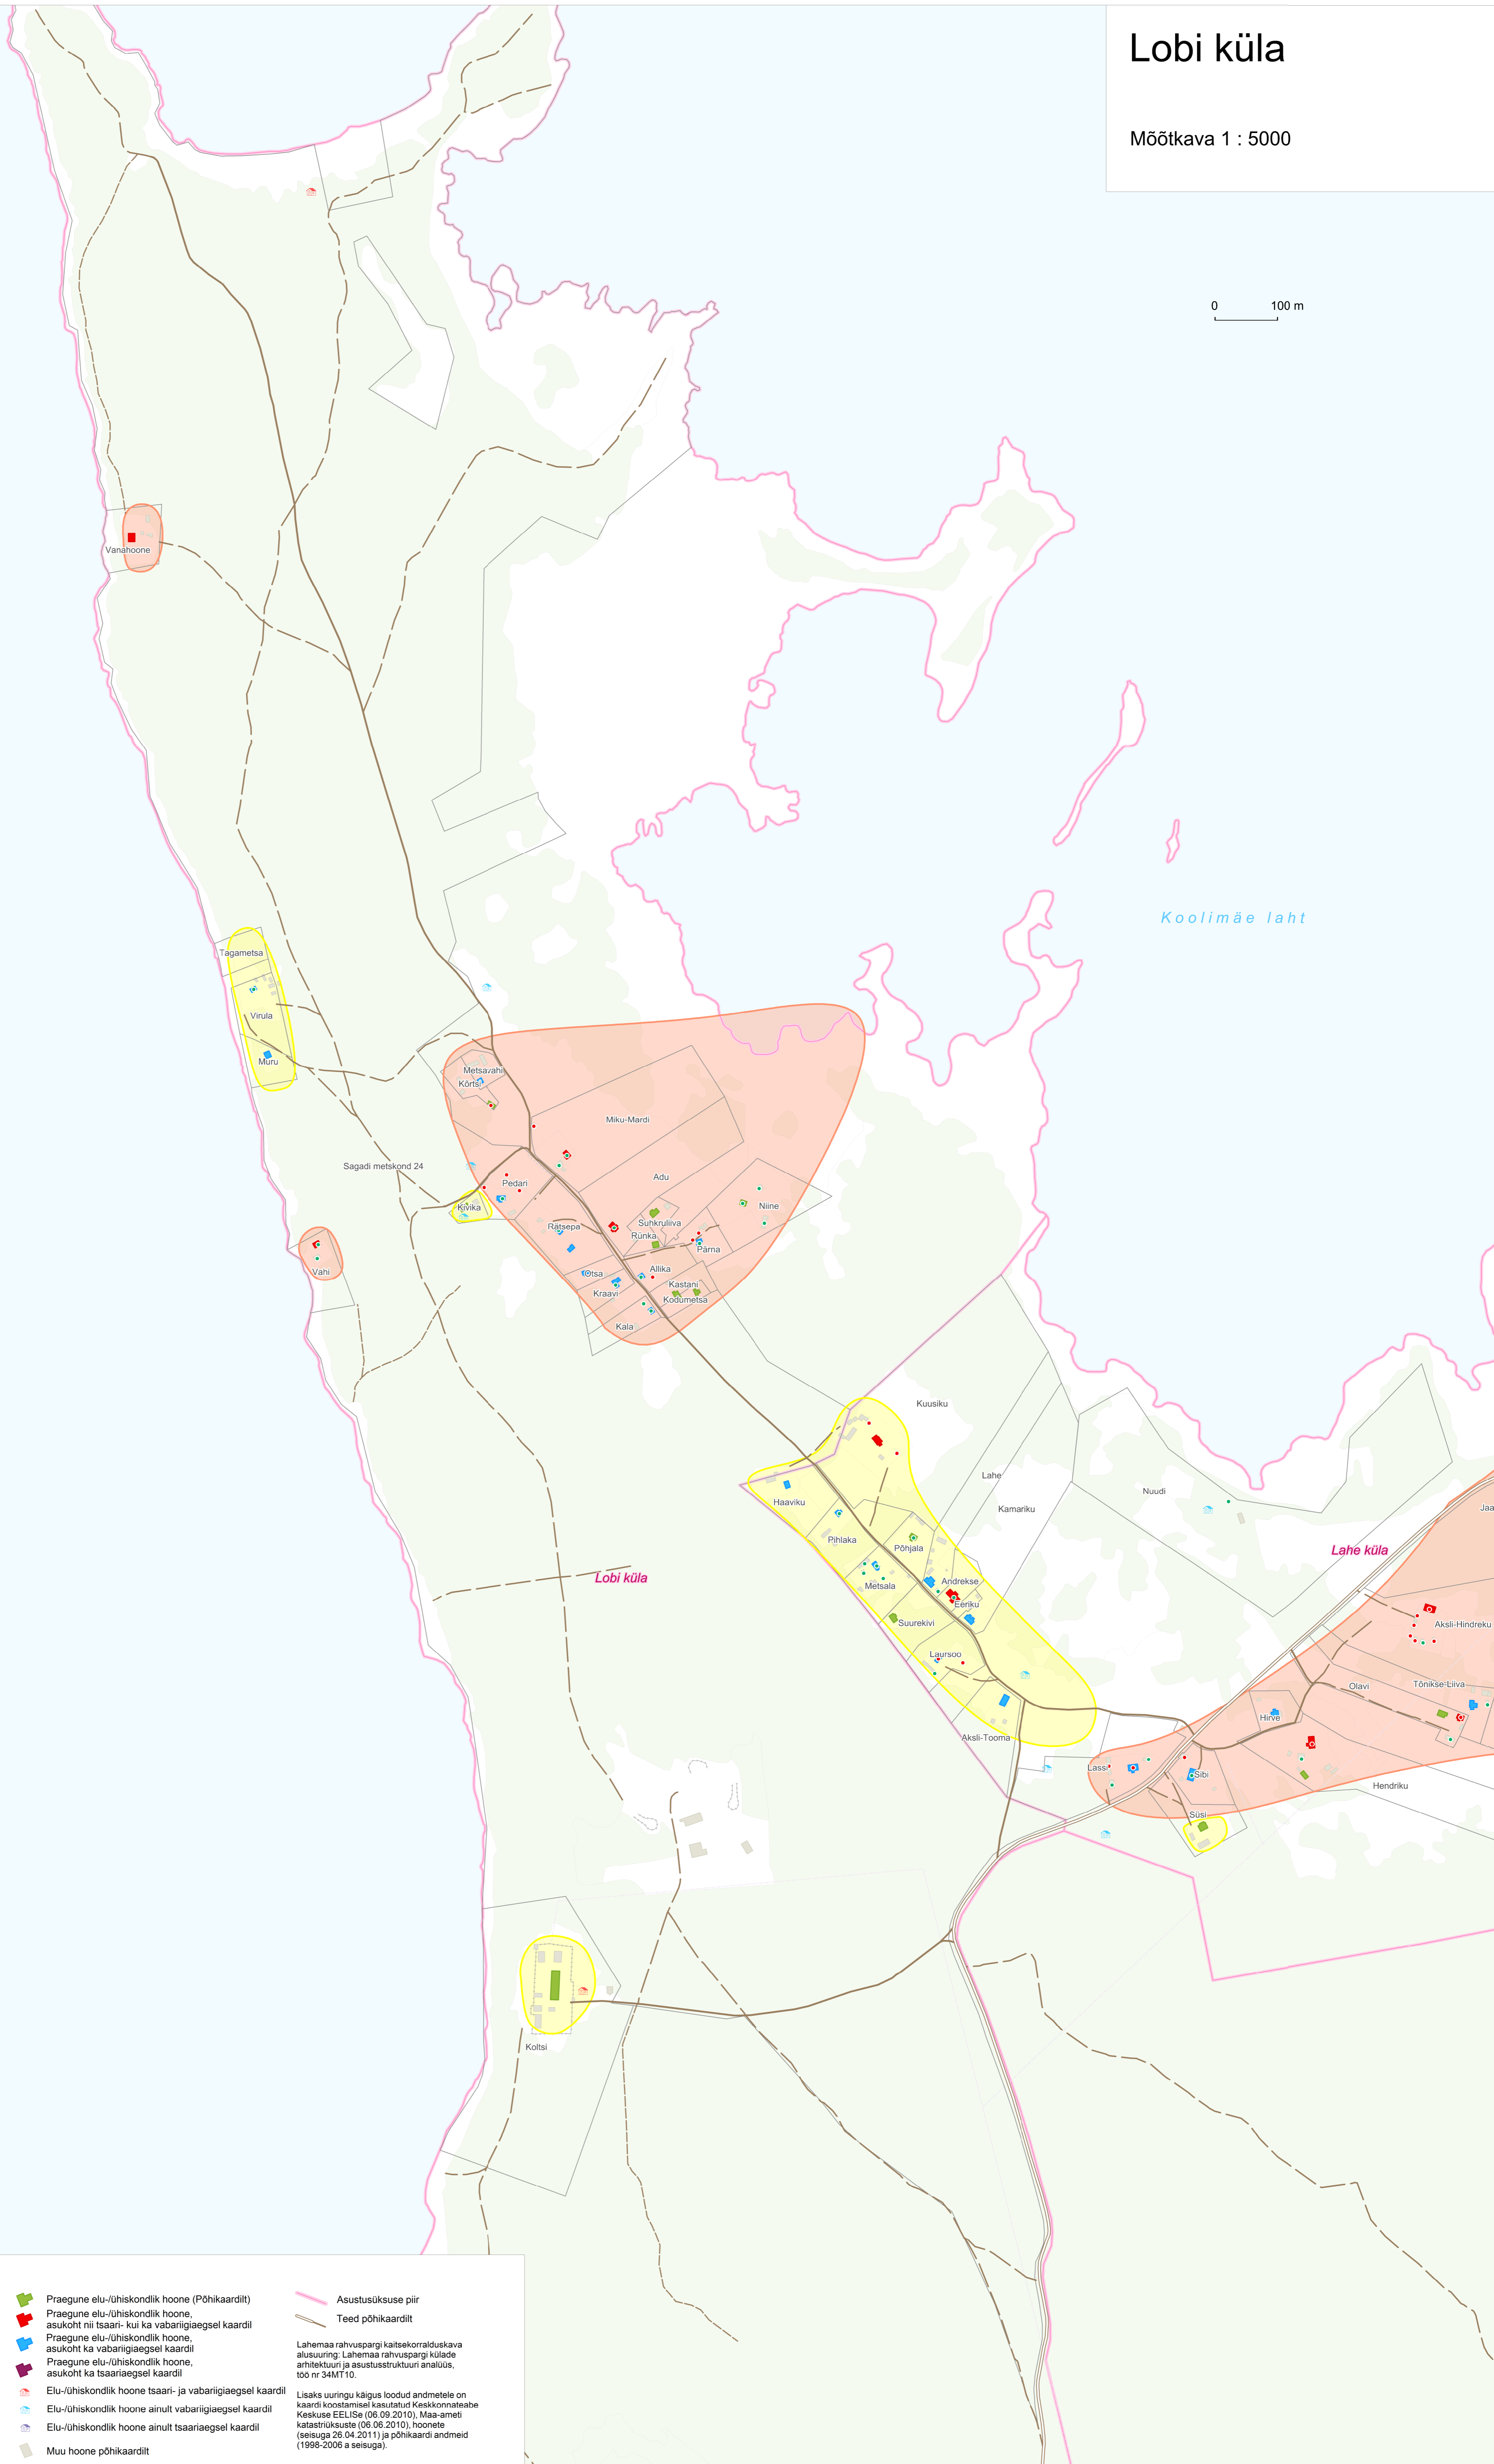 Lobi küla
Mõõtkava 1 : 5000
0 100 m
Vanahoone
Koolimäe laht
Tagametsa
Virula
Muru
Metsavahi
Kõrtsi
Miku-Mardi
Sagadi metskond 24
Adu
Pedari
Kivika
Niine
Suhkruliiva
Rätsepa
Rünka
Pärna
Vahi
Allika
Otsa
Kastani
Kraavi
Kodumetsa
Kala
Kuusiku
Lahe
Nuudi
Haaviku
Kamariku
Jaa
Pihlaka
Põhjala
Lahe küla
Lobi küla
Andrekse
Metsala
Eeriku
Suurekivi
Aksli-Hindreku
Laursoo
Olavi
Tõnikse-Liiva
Hirve
Aksli-Tooma
Lassi
Sibi
Hendriku
Süsi
Koltsi
Praegune elu-/ühiskondlik hoone (Põhikaardilt)
Praegune elu-/ühiskondlik hoone,
asukoht nii tsaari- kui ka vabariigiaegsel kaardil
Praegune elu-/ühiskondlik hoone,
asukoht ka vabariigiaegsel kaardil
Praegune elu-/ühiskondlik hoone,
asukoht ka tsaariaegsel kaardil
Elu-/ühiskondlik hoone tsaari- ja vabariigiaegsel kaardil
Elu-/ühiskondlik hoone ainult vabariigiaegsel kaardil
Elu-/ühiskondlik hoone ainult tsaariaegsel kaardil
Muu hoone põhikaardilt
Asustusüksuse piir
Teed põhikaardilt
Lahemaa rahvuspargi kaitsekorralduskava
alusuuring: Lahemaa rahvuspargi külade
arhitektuuri ja asustusstruktuuri analüüs,
töö nr 34MT10.
Lisaks uuringu käigus loodud andmetele on
kaardi koostamisel kasutatud Keskkonnateabe
Keskuse EELISe (06.09.2010), Maa-ameti
katastriüksuste (06.06.2010), hoonete
(seisuga 26.04.2011) ja põhikaardi andmeid
(1998-2006 a seisuga).